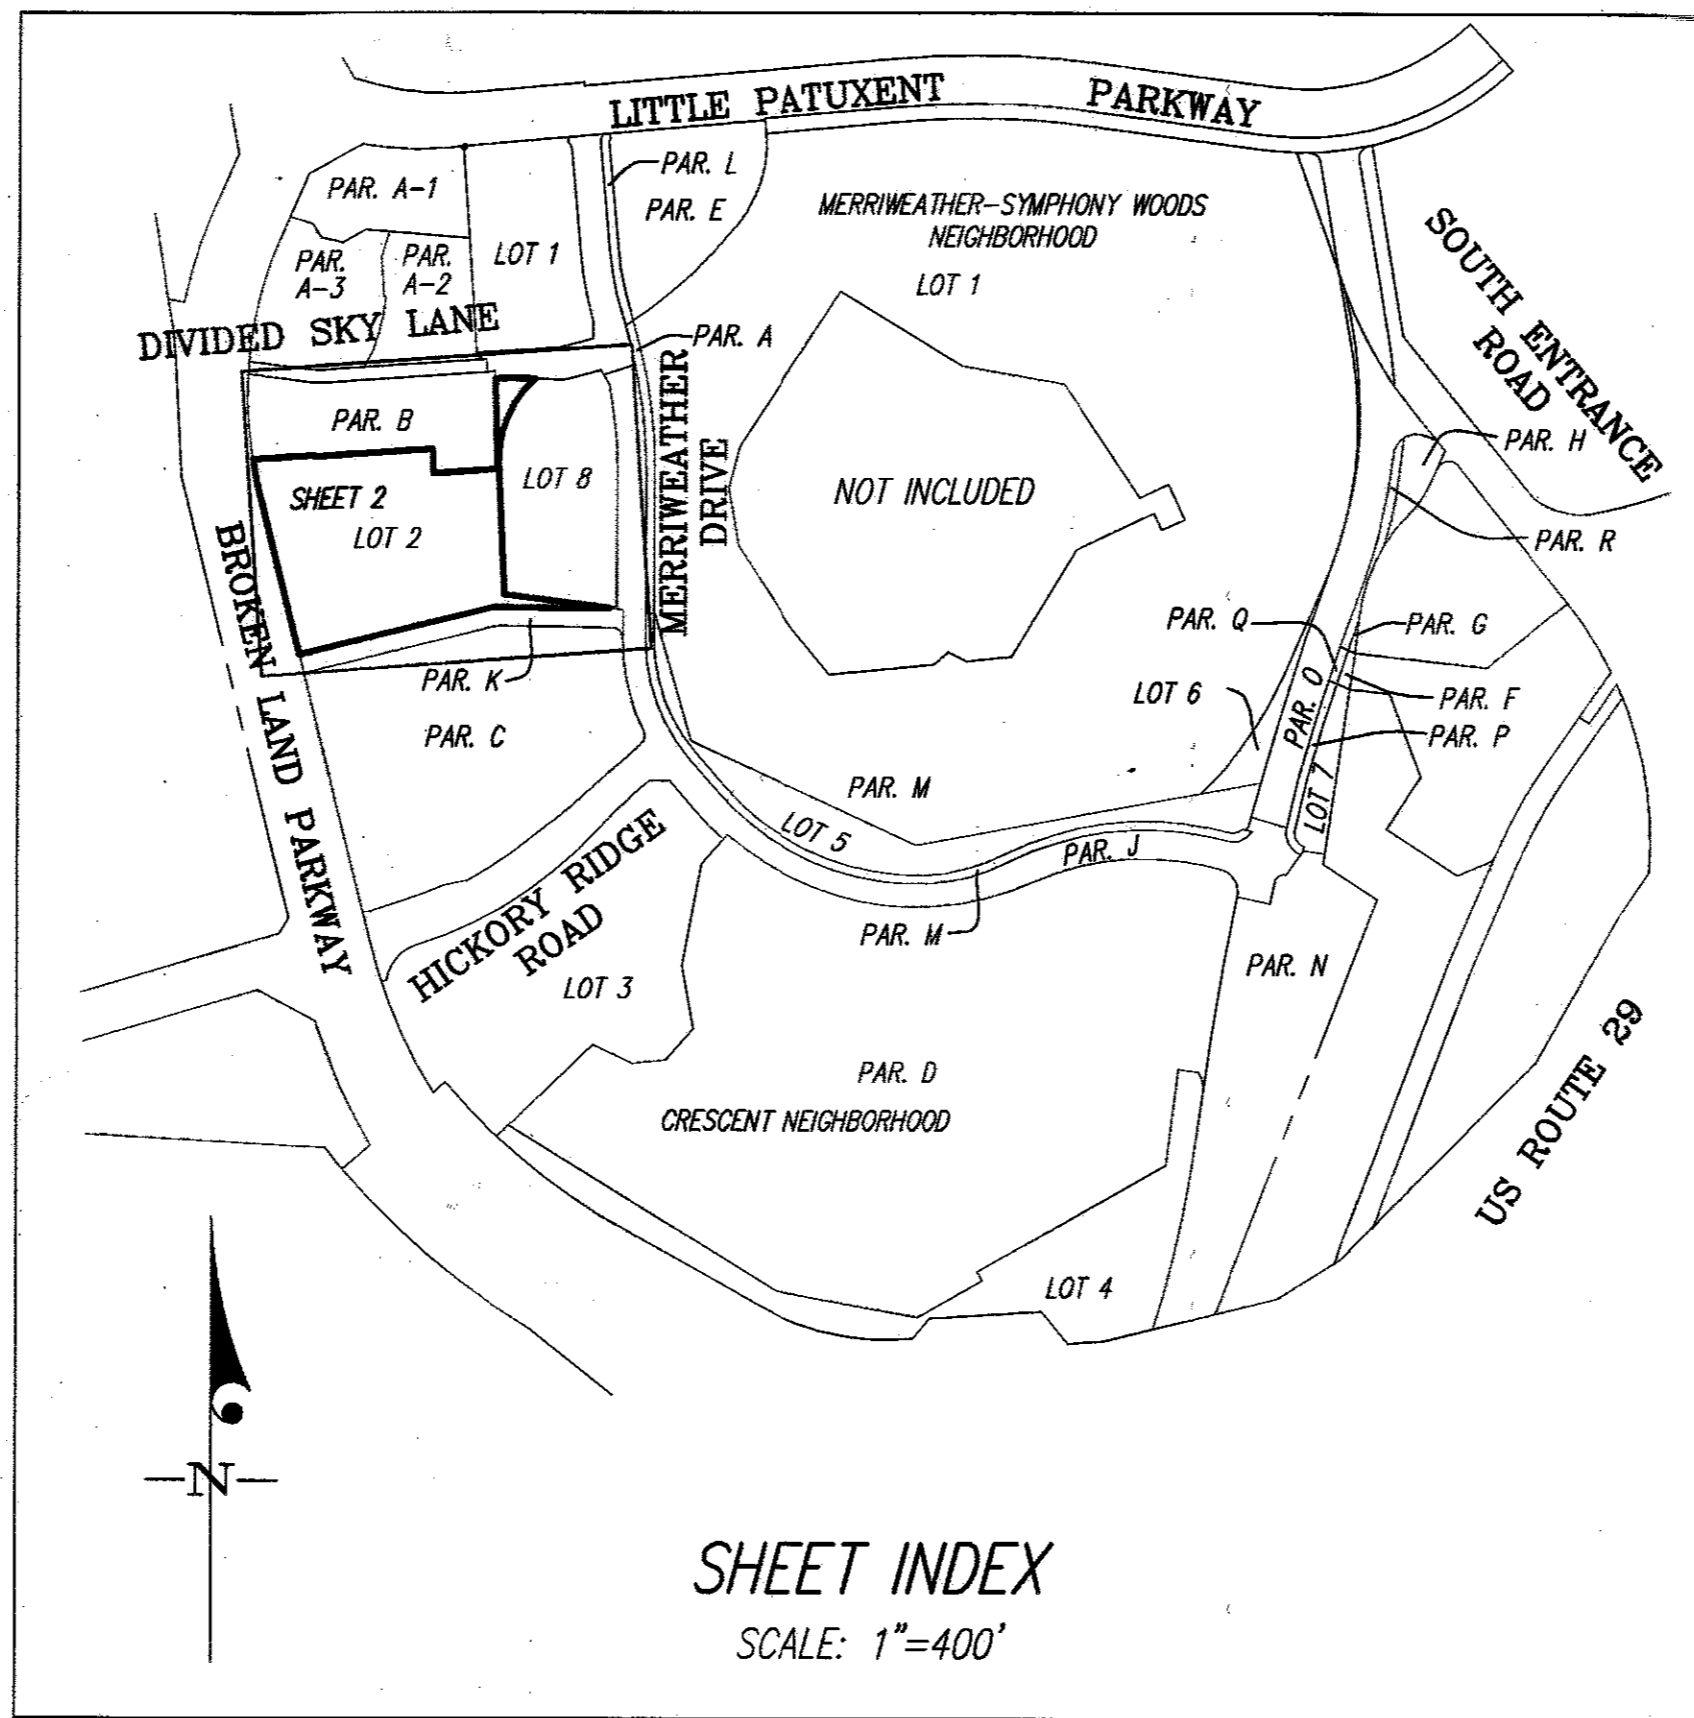 LITTLE PATUXENT PARKWAY
PAR. L
PAR. A-1
PAR. E
MERRIWEATHER-SYMPHONY WOODS
NEIGHBORHOOD
LOT 1
LOT 1
PAR.
A-3
PAR.
A-2
SOUTH ENTRANCE
ROAD
DIVIDED SKY LANE
PAR. A
MERRIWEATHER
DRIVE
PAR. B
PAR. H
LOT 8
SHEET 2
LOT 2
NOT INCLUDED
PAR. R
BROKEN LAND PARKWAY
PAR. Q
PAR. G
PAR. K
LOT 6
PAR. O
PAR. F
PAR. C
PAR. P
PAR. M
LOT 7
LOT 5
PAR. J
HICKORY RIDGE
ROAD
PAR. M
PAR. N
LOT 3
US ROUTE 29
PAR. D
CRESCENT NEIGHBORHOOD
LOT 4
N
SHEET INDEX
SCALE: 1"=400'